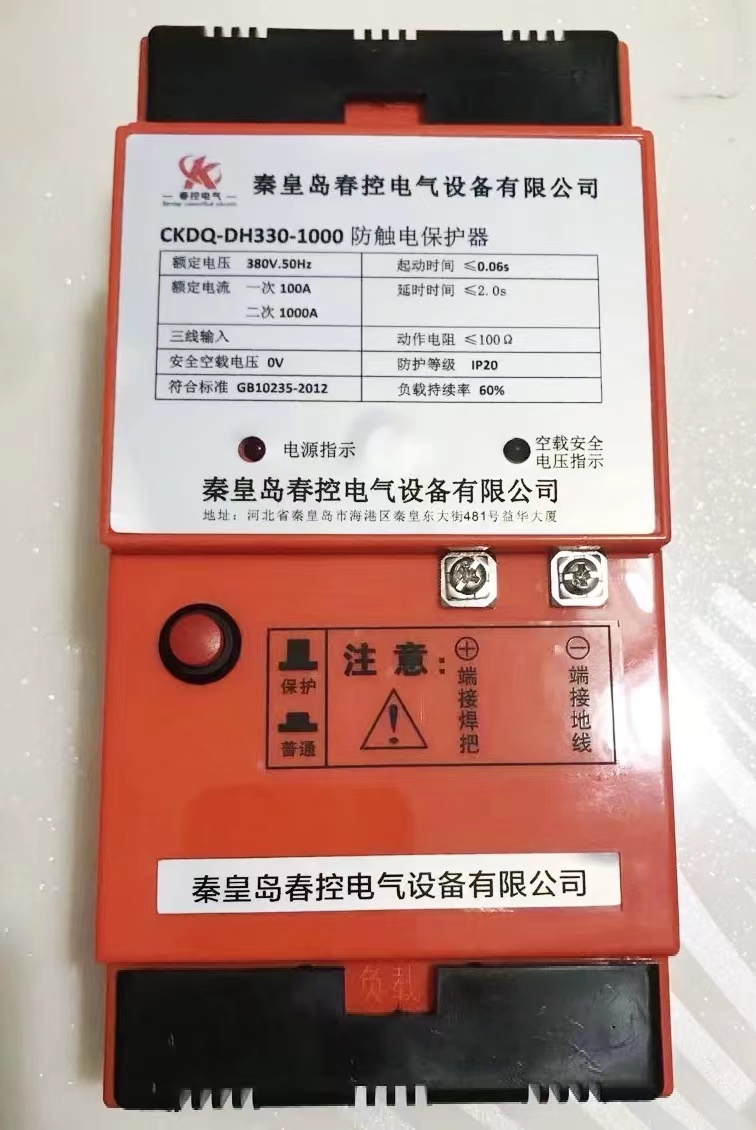 秦皇岛春控电气设备有限公司
春控电气
CKDQ-DH330-1000 防触电保护器
额定电压 380V.50Hz 起动时间 ≤0.06s
额定电流 一次 100A 延时时间 ≤2.0s
二次 1000A
三线输入 动作电阻 ≤100Ω
安全空载电压 0V 防护等级 IP20
符合标准 GB10235-2012 负载持续率 60%
电源指示
空载安全
电压指示
秦皇岛春控电气设备有限公司
地址：河北省秦皇岛市海港区秦皇东大街481号益华大厦
保护
普通
注意：
⊕端接焊把
⊖端接地线
秦皇岛春控电气设备有限公司
负载